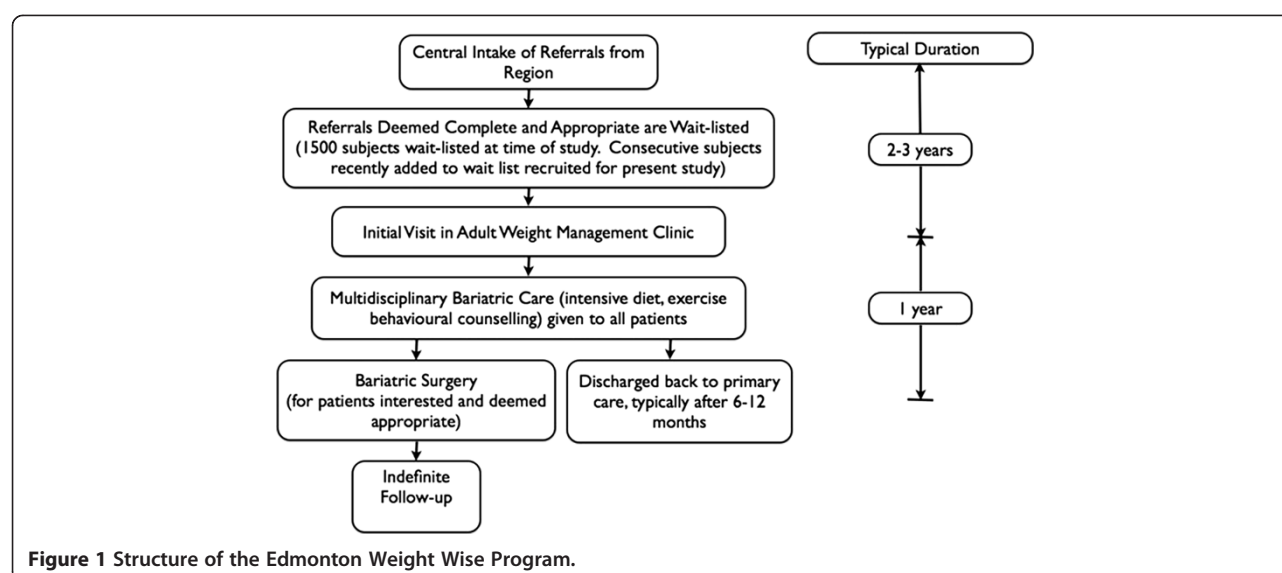 Central Intake of Referrals from
Region
Typical Duration
Referrals Deemed Complete and Appropriate are Wait-listed
(1500 subjects wait-listed at time of study. Consecutive subjects
recently added to wait list recruited for present study)
2-3 years
Initial Visit in Adult Weight Management Clinic
Multidisciplinary Bariatric Care (intensive diet, exercise
behavioural counselling) given to all patients
1 year
Bariatric Surgery
(for patients interested and deemed
appropriate)
Discharged back to primary
care, typically after 6-12
months
Indefinite
Follow-up
Figure 1 Structure of the Edmonton Weight Wise Program.